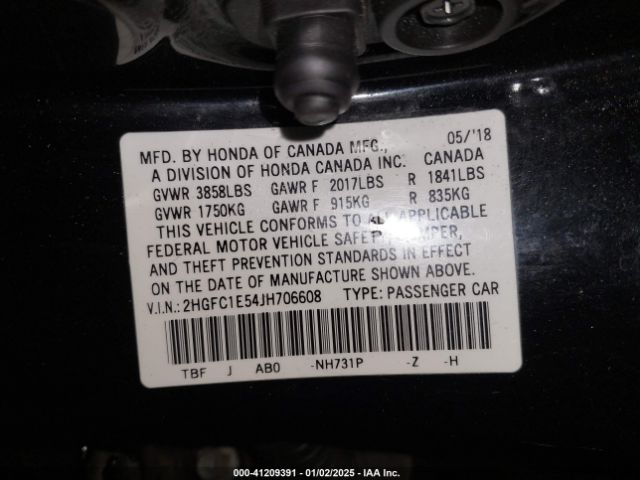 MFD. BY HONDA OF CANADA MFG., 05/'18
A DIVISION OF HONDA CANADA INC. CANADA
GVWR 3858LBS GAWR F 2017LBS R 1841LBS
GVWR 1750KG GAWR F 915KG R 835KG
THIS VEHICLE CONFORMS TO ALL APPLICABLE
FEDERAL MOTOR VEHICLE SAFETY, BUMPER,
AND THEFT PREVENTION STANDARDS IN EFFECT
ON THE DATE OF MANUFACTURE SHOWN ABOVE.
V.I.N.: 2HGFC1E54JH706608 TYPE: PASSENGER CAR
TBF J AB0 -NH731P -Z -H
000-41209391 - 01/02/2025 - IAA Inc.